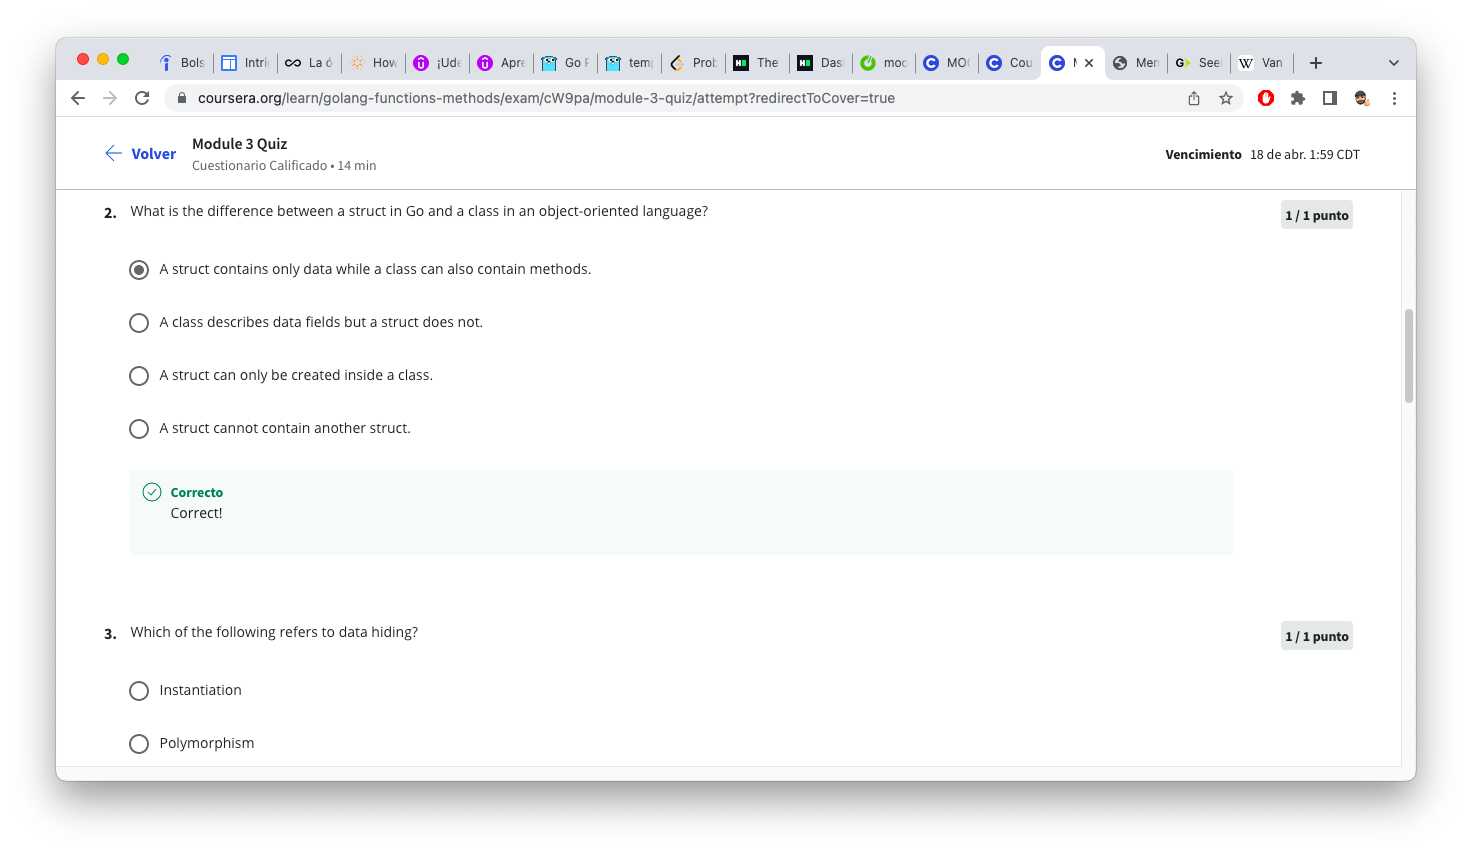 Bols Intri La ó How ¡Ude Apre Go F temp Prob The Das moo MOO Cou Men See Van
coursera.org/learn/golang-functions-methods/exam/cW9pa/module-3-quiz/attempt?redirectToCover=true
Volver
Module 3 Quiz
Cuestionario Calificado • 14 min
Vencimiento 18 de abr. 1:59 CDT
2. What is the difference between a struct in Go and a class in an object-oriented language?
1 / 1 punto
A struct contains only data while a class can also contain methods.
A class describes data fields but a struct does not.
A struct can only be created inside a class.
A struct cannot contain another struct.
Correcto
Correct!
3. Which of the following refers to data hiding?
1 / 1 punto
Instantiation
Polymorphism